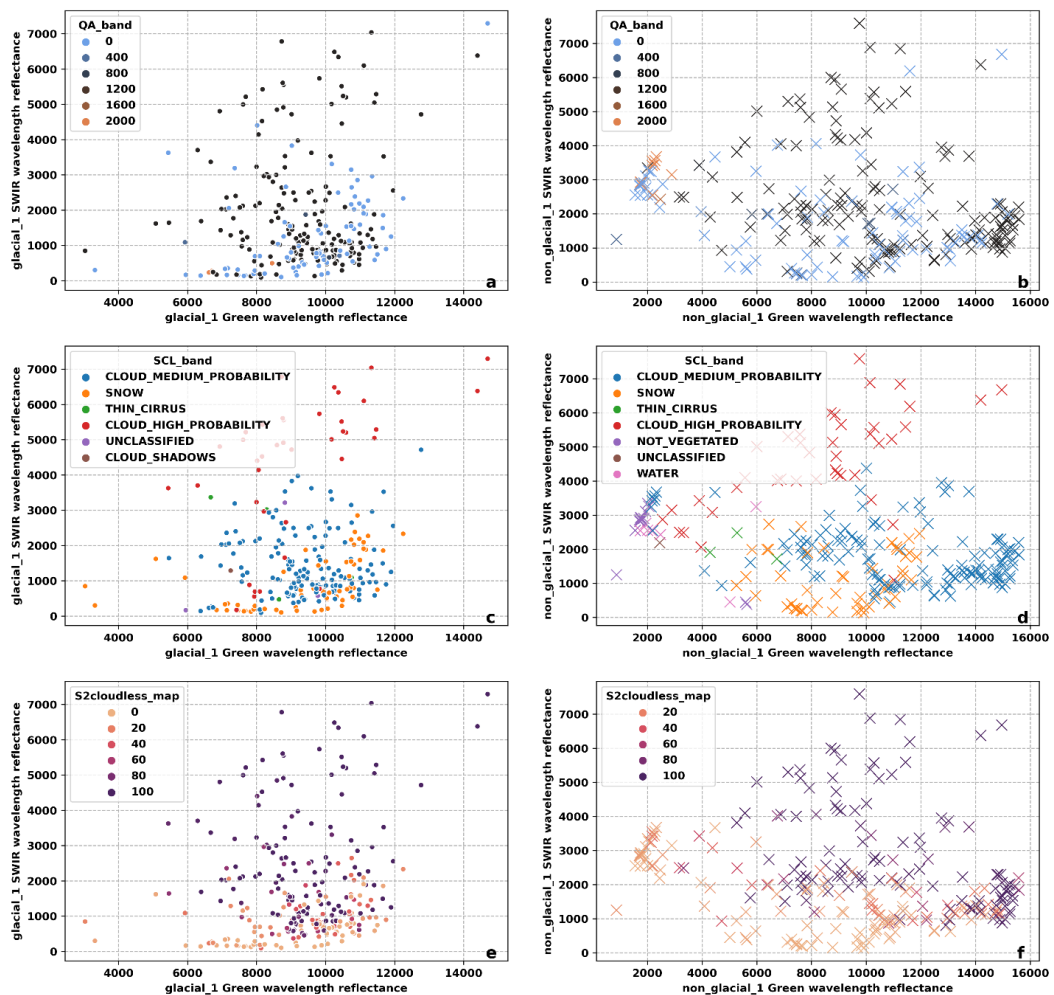 QA_band
0
400
800
1200
1600
2000
7000
6000
5000
4000
3000
2000
1000
0
glacial_1 SWIR wavelength reflectance
4000 6000 8000 10000 12000 14000
glacial_1 Green wavelength reflectance
a
QA_band
0
400
800
1200
1600
2000
7000
6000
5000
4000
3000
2000
1000
0
non_glacial_1 SWIR wavelength reflectance
2000 4000 6000 8000 10000 12000 14000 16000
non_glacial_1 Green wavelength reflectance
b
SCL_band
CLOUD_MEDIUM_PROBABILITY
SNOW
THIN_CIRRUS
CLOUD_HIGH_PROBABILITY
UNCLASSIFIED
CLOUD_SHADOWS
7000
6000
5000
4000
3000
2000
1000
0
glacial_1 SWIR wavelength reflectance
4000 6000 8000 10000 12000 14000
glacial_1 Green wavelength reflectance
c
SCL_band
CLOUD_MEDIUM_PROBABILITY
SNOW
THIN_CIRRUS
CLOUD_HIGH_PROBABILITY
NOT_VEGETATED
UNCLASSIFIED
WATER
7000
6000
5000
4000
3000
2000
1000
0
non_glacial_1 SWIR wavelength reflectance
2000 4000 6000 8000 10000 12000 14000 16000
non_glacial_1 Green wavelength reflectance
d
S2cloudless_map
0
20
40
60
80
100
7000
6000
5000
4000
3000
2000
1000
0
glacial_1 SWIR wavelength reflectance
4000 6000 8000 10000 12000 14000
glacial_1 Green wavelength reflectance
e
S2cloudless_map
20
40
60
80
100
7000
6000
5000
4000
3000
2000
1000
0
non_glacial_1 SWIR wavelength reflectance
2000 4000 6000 8000 10000 12000 14000 16000
non_glacial_1 Green wavelength reflectance
f